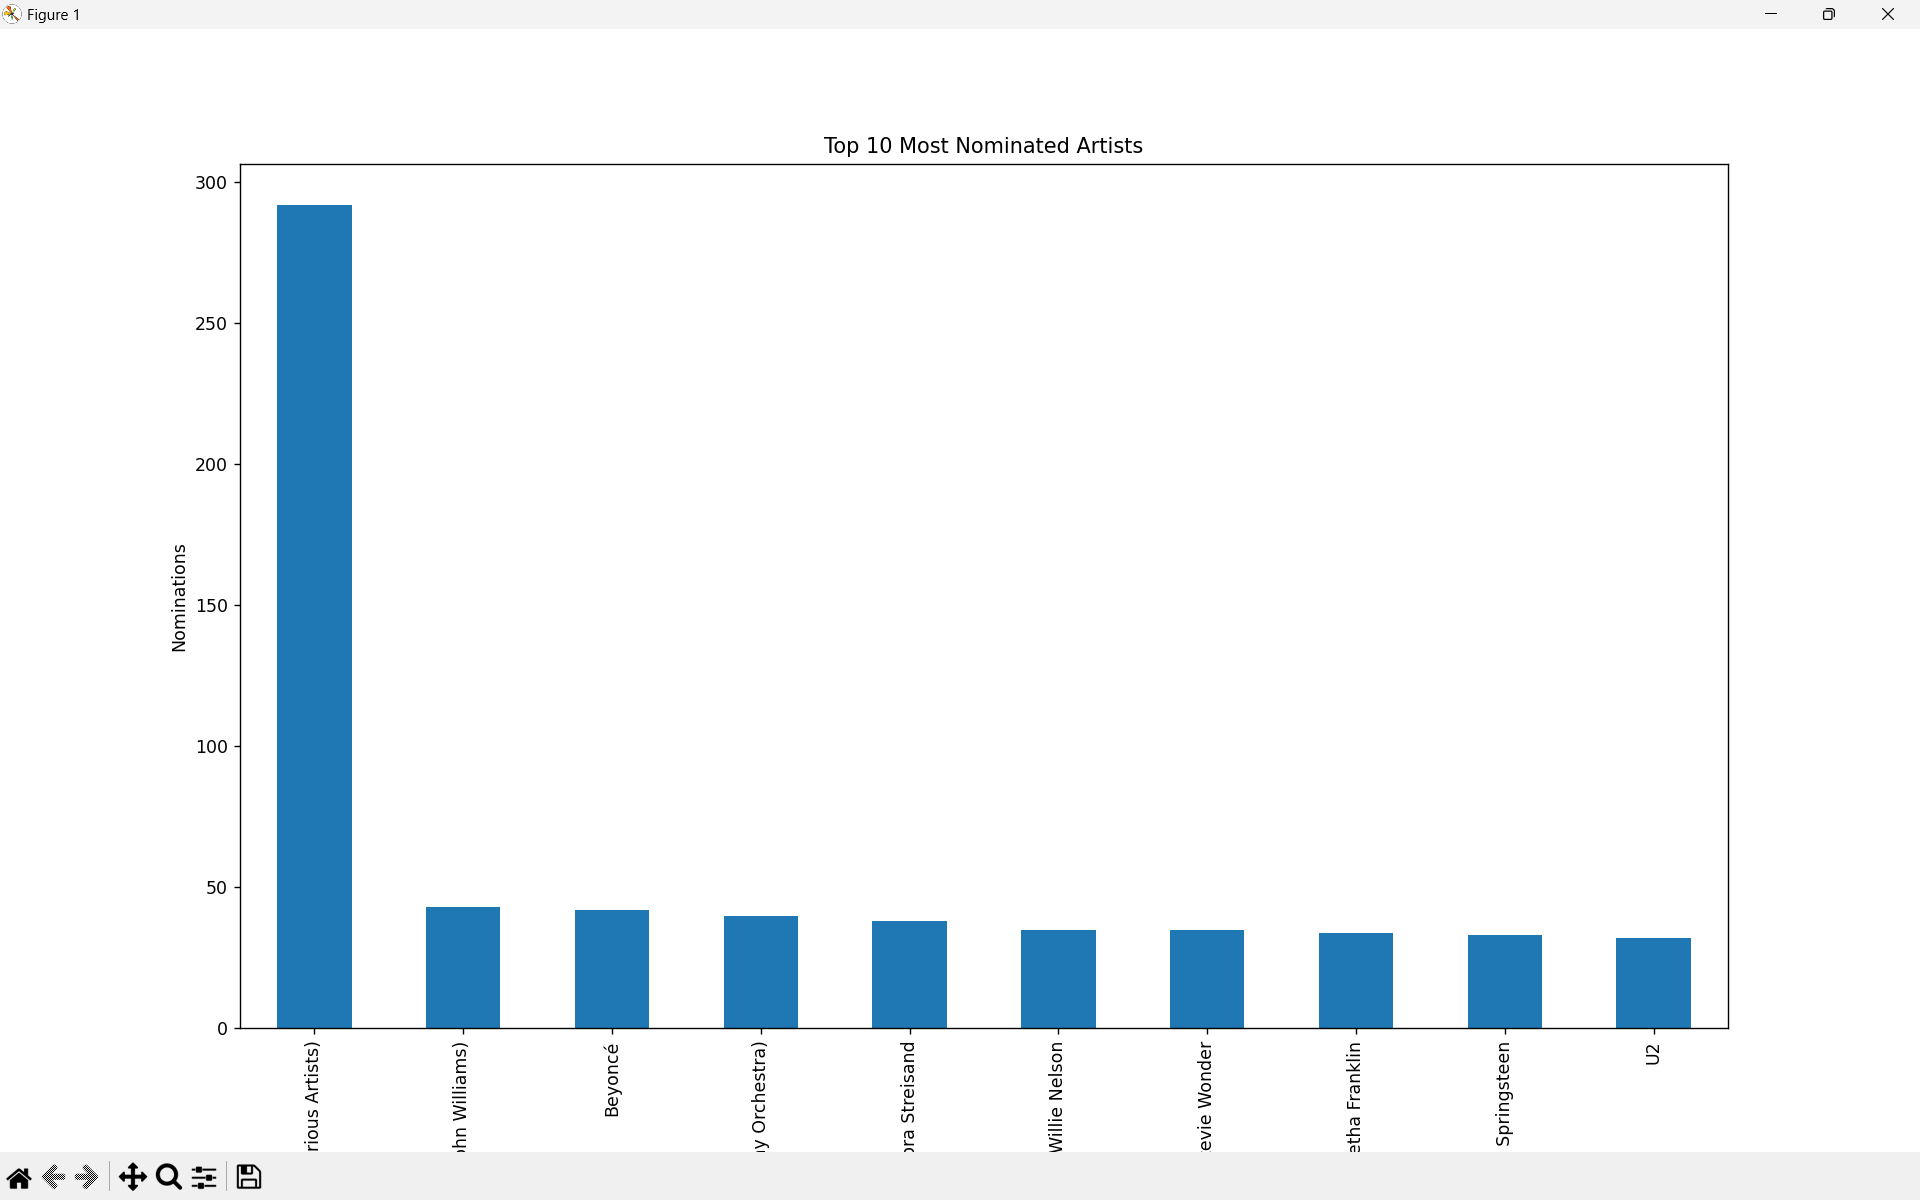 Figure 1
Top 10 Most Nominated Artists
300
250
200
150
100
50
0
Nominations
rious Artists)
ohn Williams)
Beyoncé
y Orchestra)
ora Streisand
Willie Nelson
evie Wonder
etha Franklin
Springsteen
U2